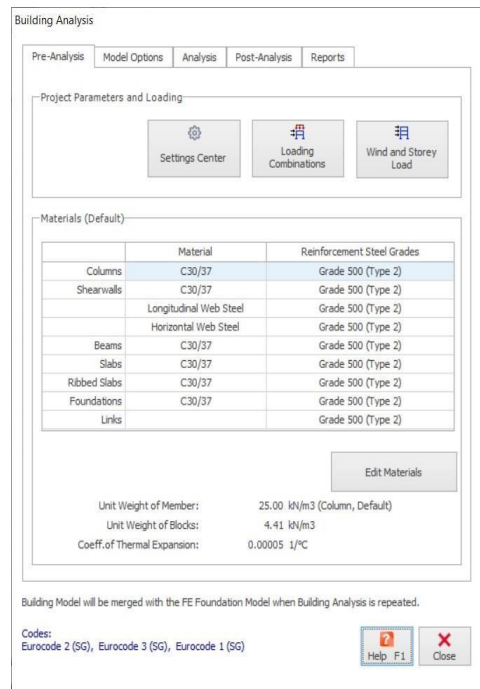 Building Analysis
Pre-Analysis Model Options Analysis Post-Analysis Reports
Project Parameters and Loading
Settings Center
Loading
Combinations
Wind and Storey
Load
Materials (Default)
Material Reinforcement Steel Grades
Columns C30/37 Grade 500 (Type 2)
Shearwalls C30/37 Grade 500 (Type 2)
Longitudinal Web Steel Grade 500 (Type 2)
Horizontal Web Steel Grade 500 (Type 2)
Beams C30/37 Grade 500 (Type 2)
Slabs C30/37 Grade 500 (Type 2)
Ribbed Slabs C30/37 Grade 500 (Type 2)
Foundations C30/37 Grade 500 (Type 2)
Links Grade 500 (Type 2)
Edit Materials
Unit Weight of Member: 25.00 kN/m3 (Column, Default)
Unit Weight of Blocks: 4.41 kN/m3
Coeff.of Thermal Expansion: 0.00005 1/°C
Building Model will be merged with the FE Foundation Model when Building Analysis is repeated.
Codes:
Eurocode 2 (SG), Eurocode 3 (SG), Eurocode 1 (SG)
Help F1
Close